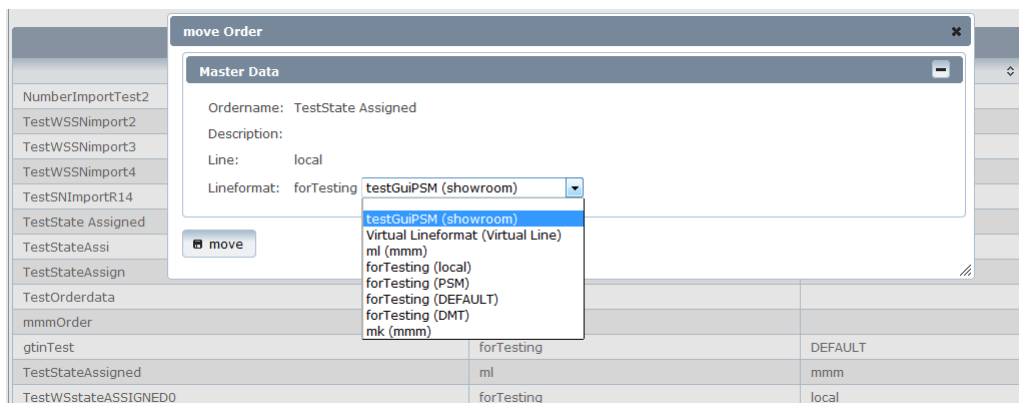 move Order
Master Data
Ordername: TestState Assigned
Description:
Line: local
Lineformat: forTesting testGuiPSM (showroom)
testGuiPSM (showroom)
Virtual Lineformat (Virtual Line)
ml (mmm)
forTesting (local)
forTesting (PSM)
forTesting (DEFAULT)
forTesting (DMT)
mk (mmm)
move
NumberImportTest2
TestWSSNimport2
TestWSSNimport3
TestWSSNimport4
TestSNImportR14
TestState Assigned
TestStateAssi
TestStateAssign
TestOrderdata
mmmOrder
gtinTest forTesting DEFAULT
TestStateAssigned ml mmm
TestWSstateASSIGNED0 forTesting local